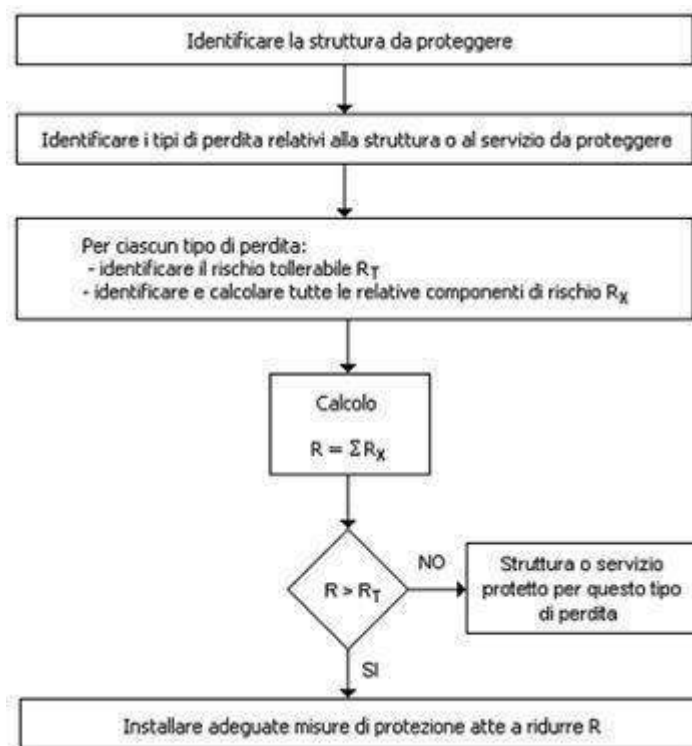 Identificare la struttura da proteggere
Identificare i tipi di perdita relativi alla struttura o al servizio da proteggere
Per ciascun tipo di perdita:
- identificare il rischio tollerabile RT
- identificare e calcolare tutte le relative componenti di rischio RX
Calcolo
R = ΣRX
R > RT
NO
Struttura o servizio
protetto per questo tipo
di perdita
SI
Installare adeguate misure di protezione atte a ridurre R